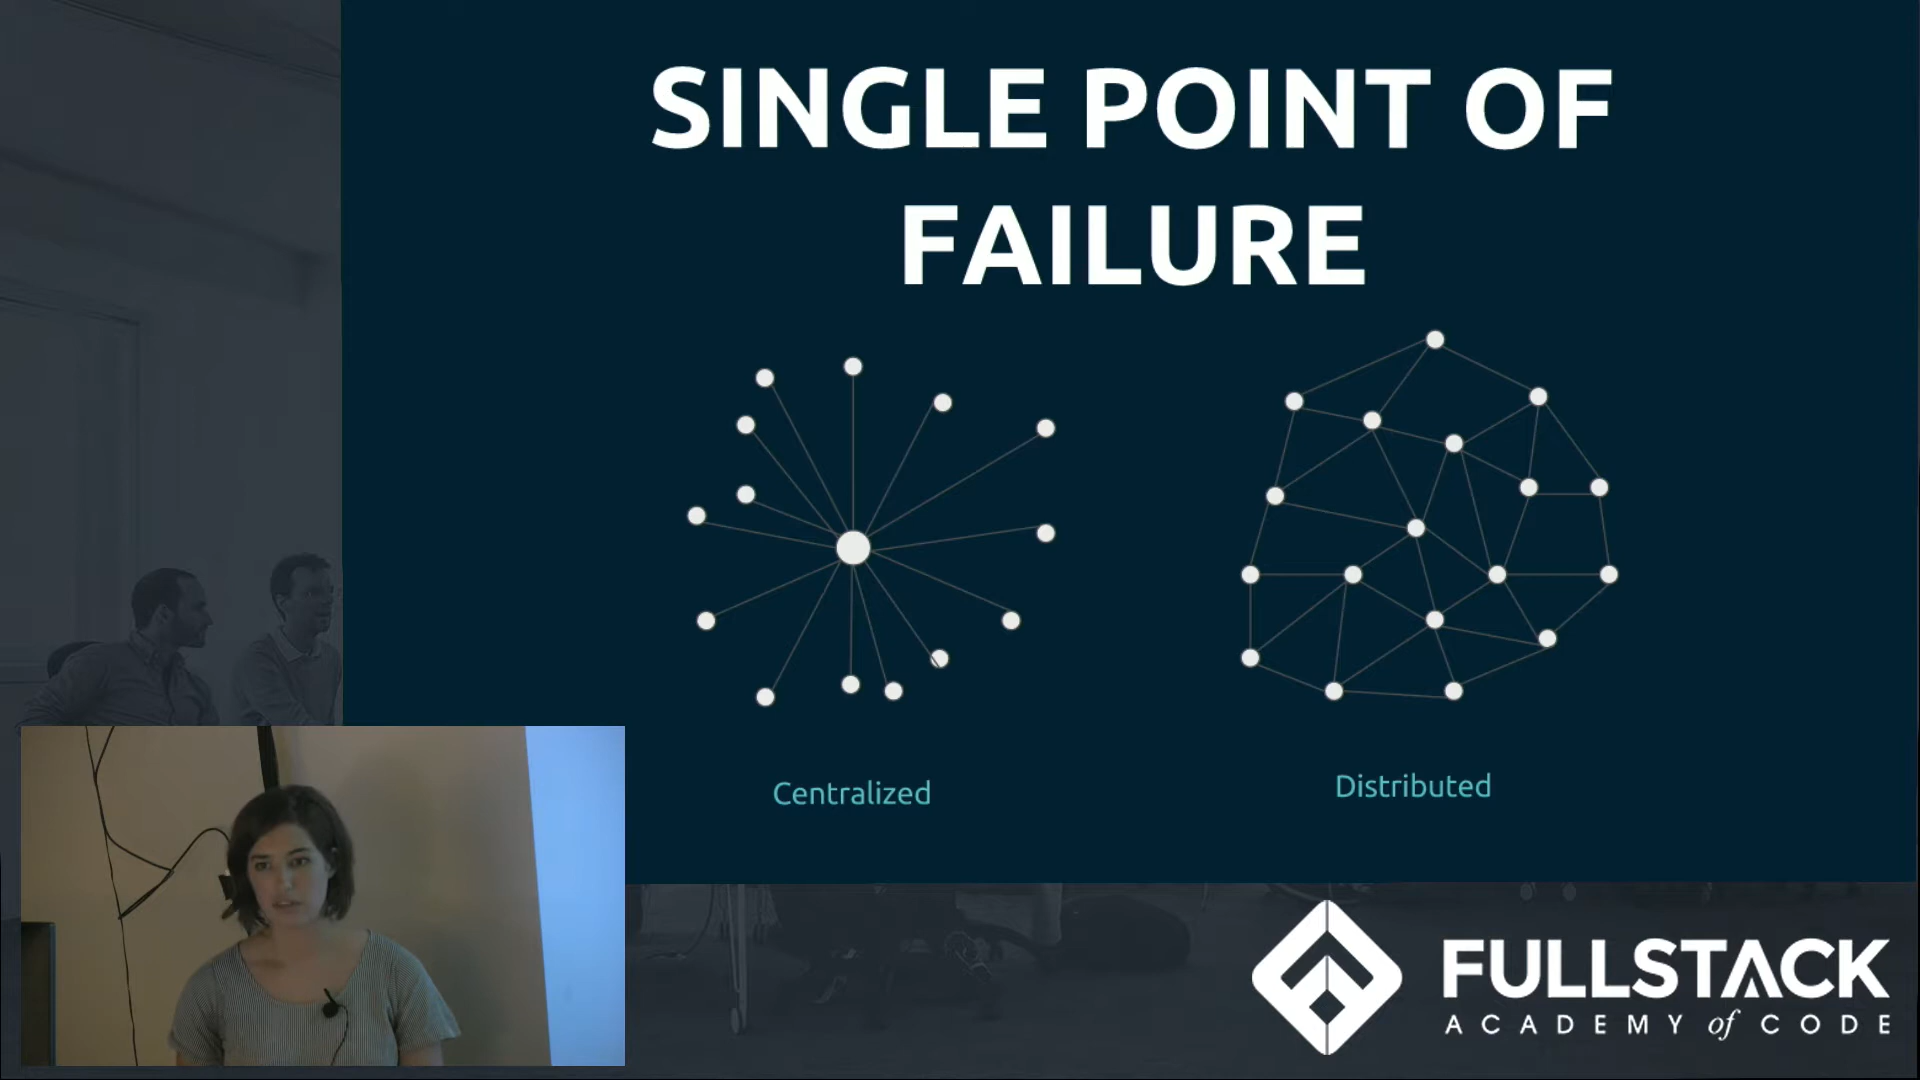 SINGLE POINT OF
FAILURE
Centralized
Distributed
FULLSTACK
ACADEMY of CODE